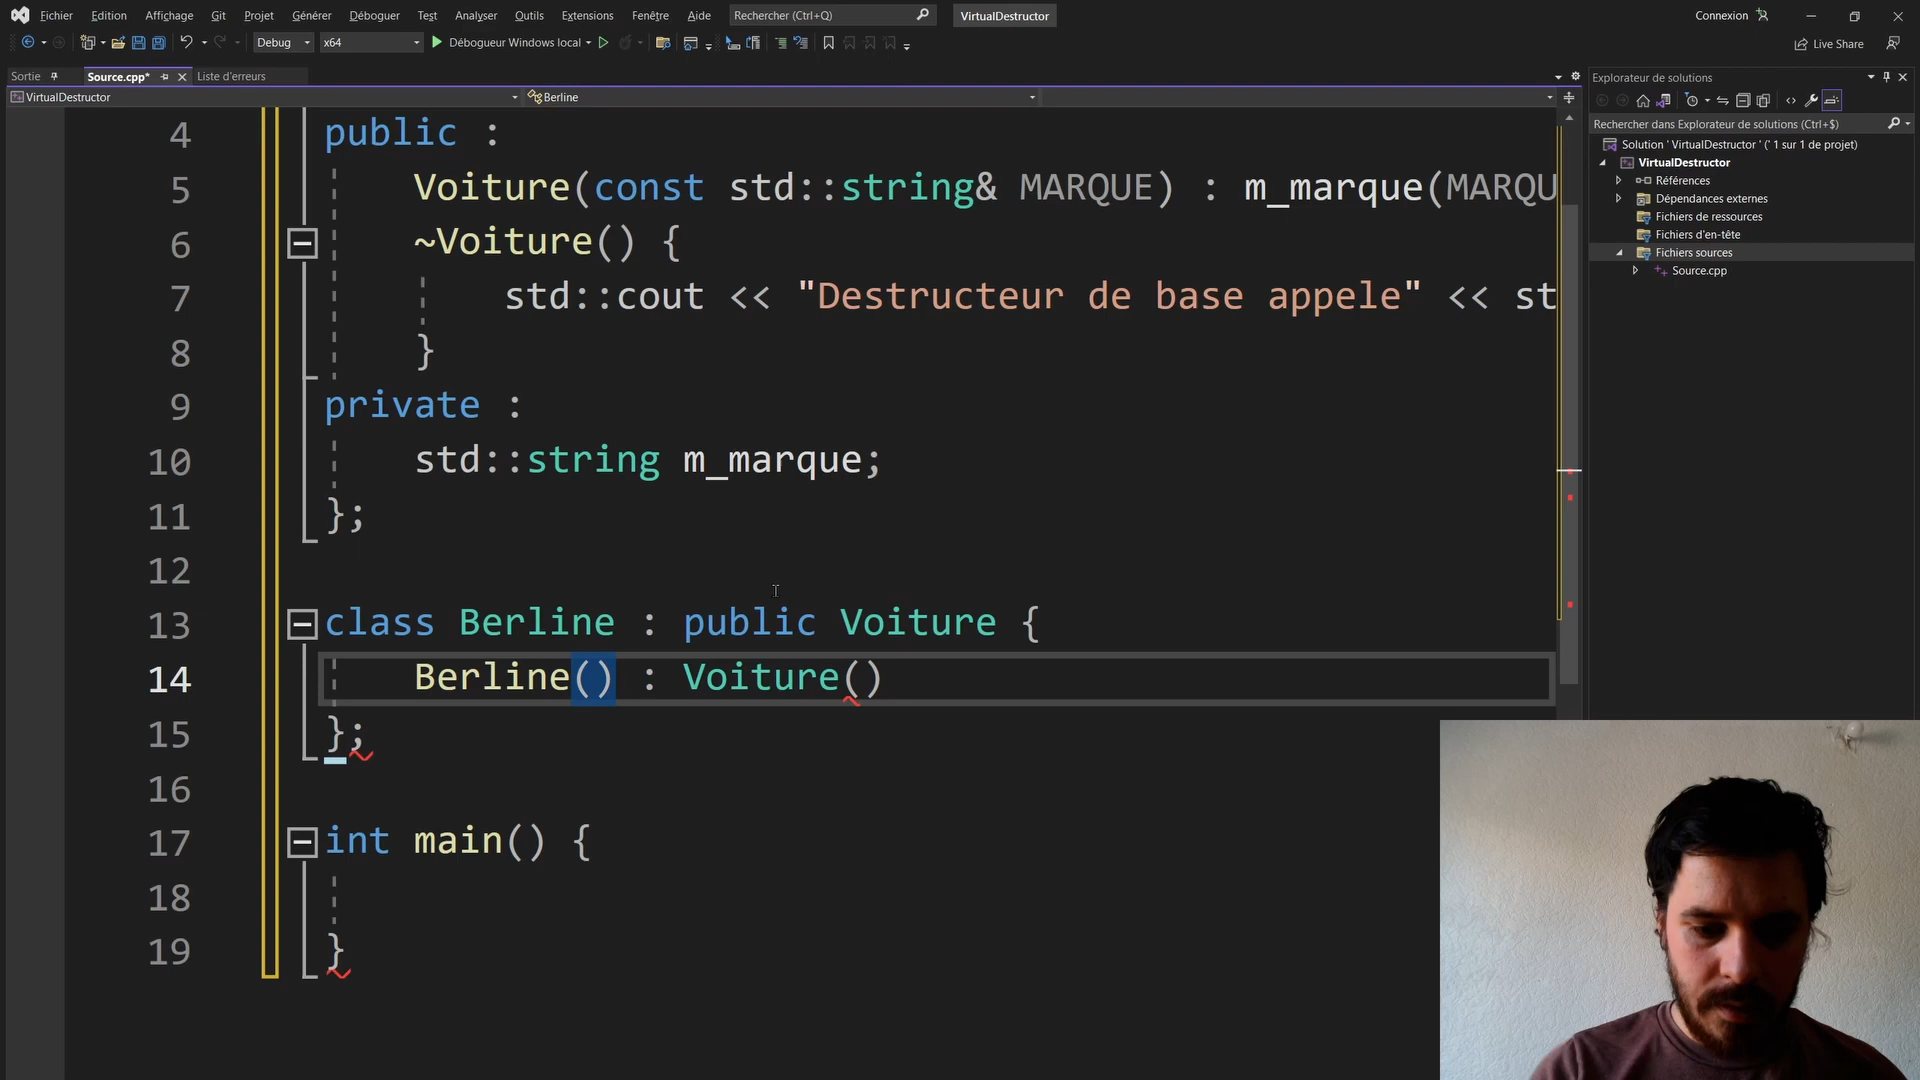 Fichier Edition Affichage Git Projet Générer Déboguer Test Analyser Outils Extensions Fenêtre Aide Rechercher (Ctrl+Q) VirtualDestructor Connexion
Debug x64 Débogueur Windows local Live Share
Sortie Source.cpp* Liste d'erreurs
VirtualDestructor Berline
4 public :
5 Voiture(const std::string& MARQUE) : m_marque(MARQU
6 ~Voiture() {
7 std::cout << "Destructeur de base appele" << st
8 }
9 private :
10 std::string m_marque;
11 };
12
13 class Berline : public Voiture {
14 Berline() : Voiture()
15 };
16
17 int main() {
18
19 }
Explorateur de solutions
Rechercher dans Explorateur de solutions (Ctrl+$)
Solution ' VirtualDestructor ' (' 1 sur 1 de projet)
VirtualDestructor
Références
Dépendances externes
Fichiers de ressources
Fichiers d'en-tête
Fichiers sources
Source.cpp